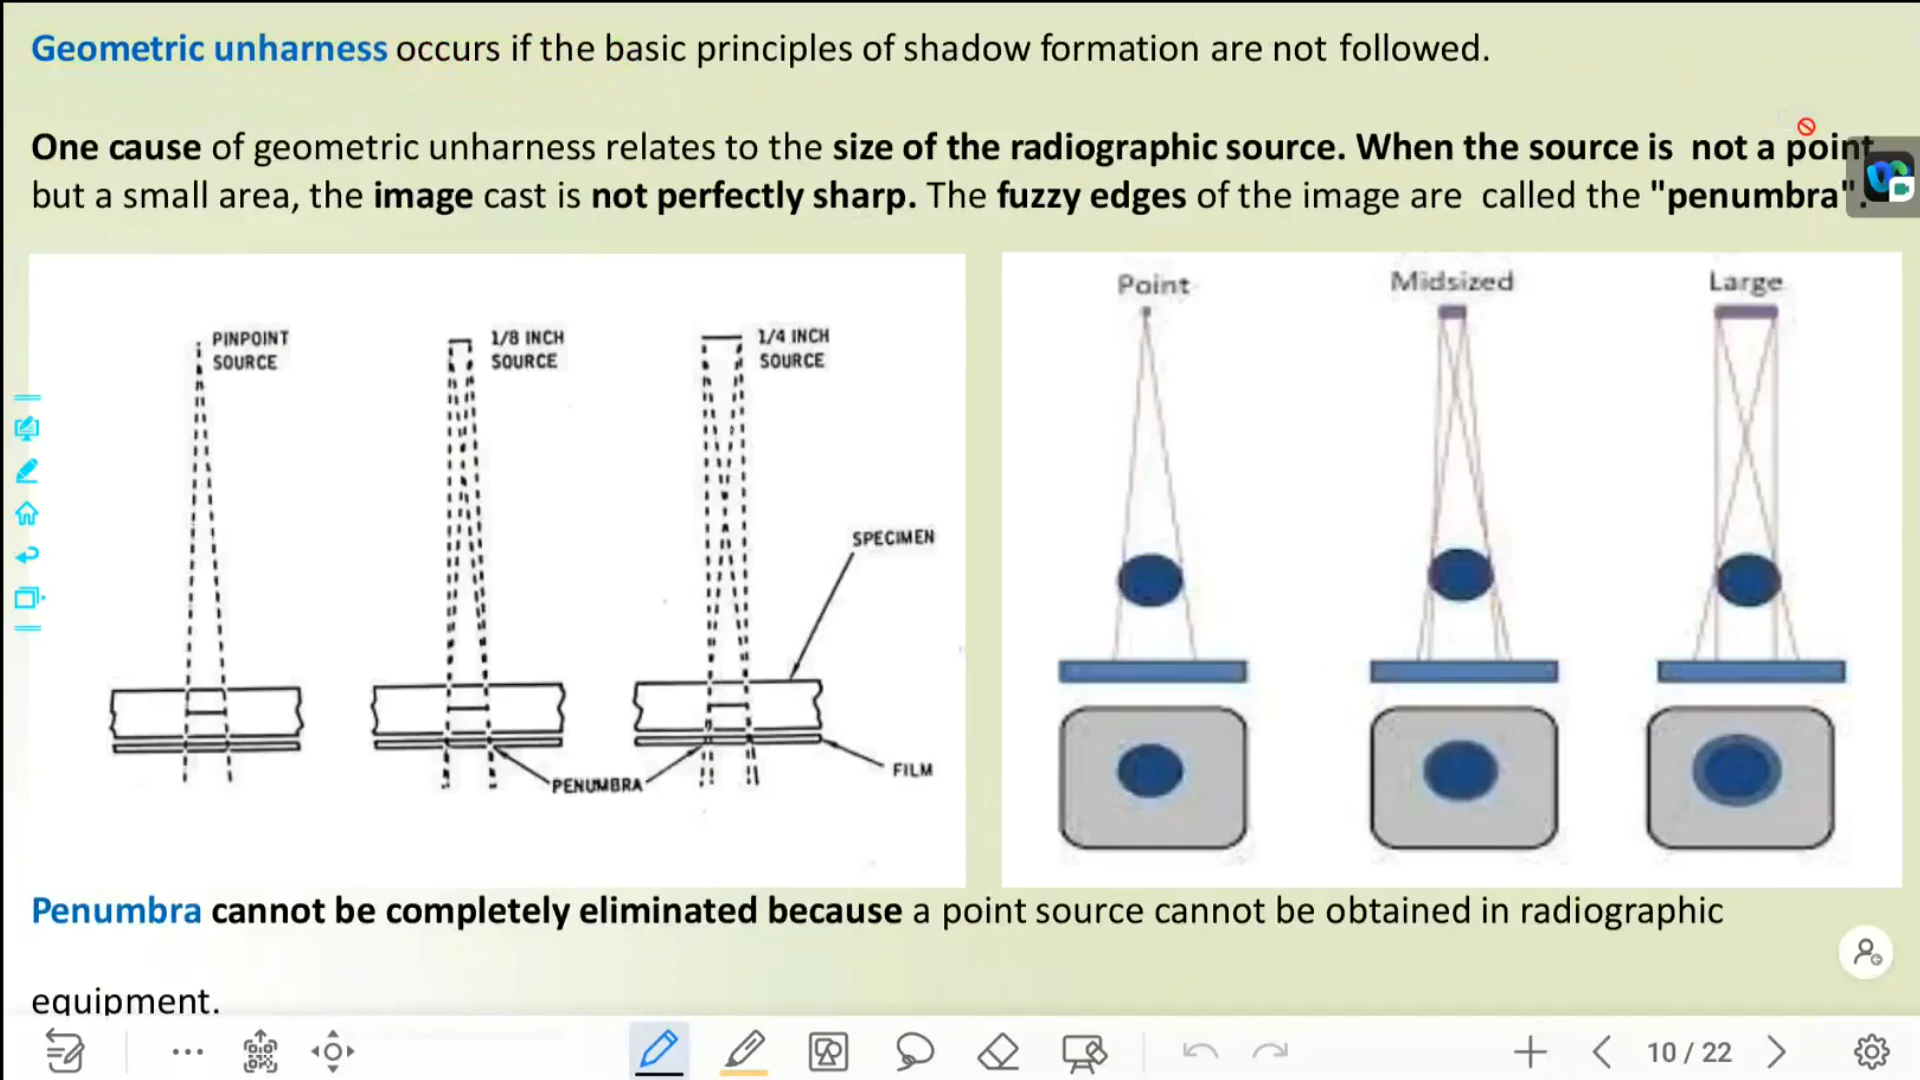 Geometric unharness occurs if the basic principles of shadow formation are not followed.
One cause of geometric unharness relates to the size of the radiographic source. When the source is not a point
but a small area, the image cast is not perfectly sharp. The fuzzy edges of the image are called the "penumbra".
PINPOINT
SOURCE
1/8 INCH
SOURCE
1/4 INCH
SOURCE
SPECIMEN
PENUMBRA
FILM
Point
Midsized
Large
Penumbra cannot be completely eliminated because a point source cannot be obtained in radiographic
equipment.
10 / 22